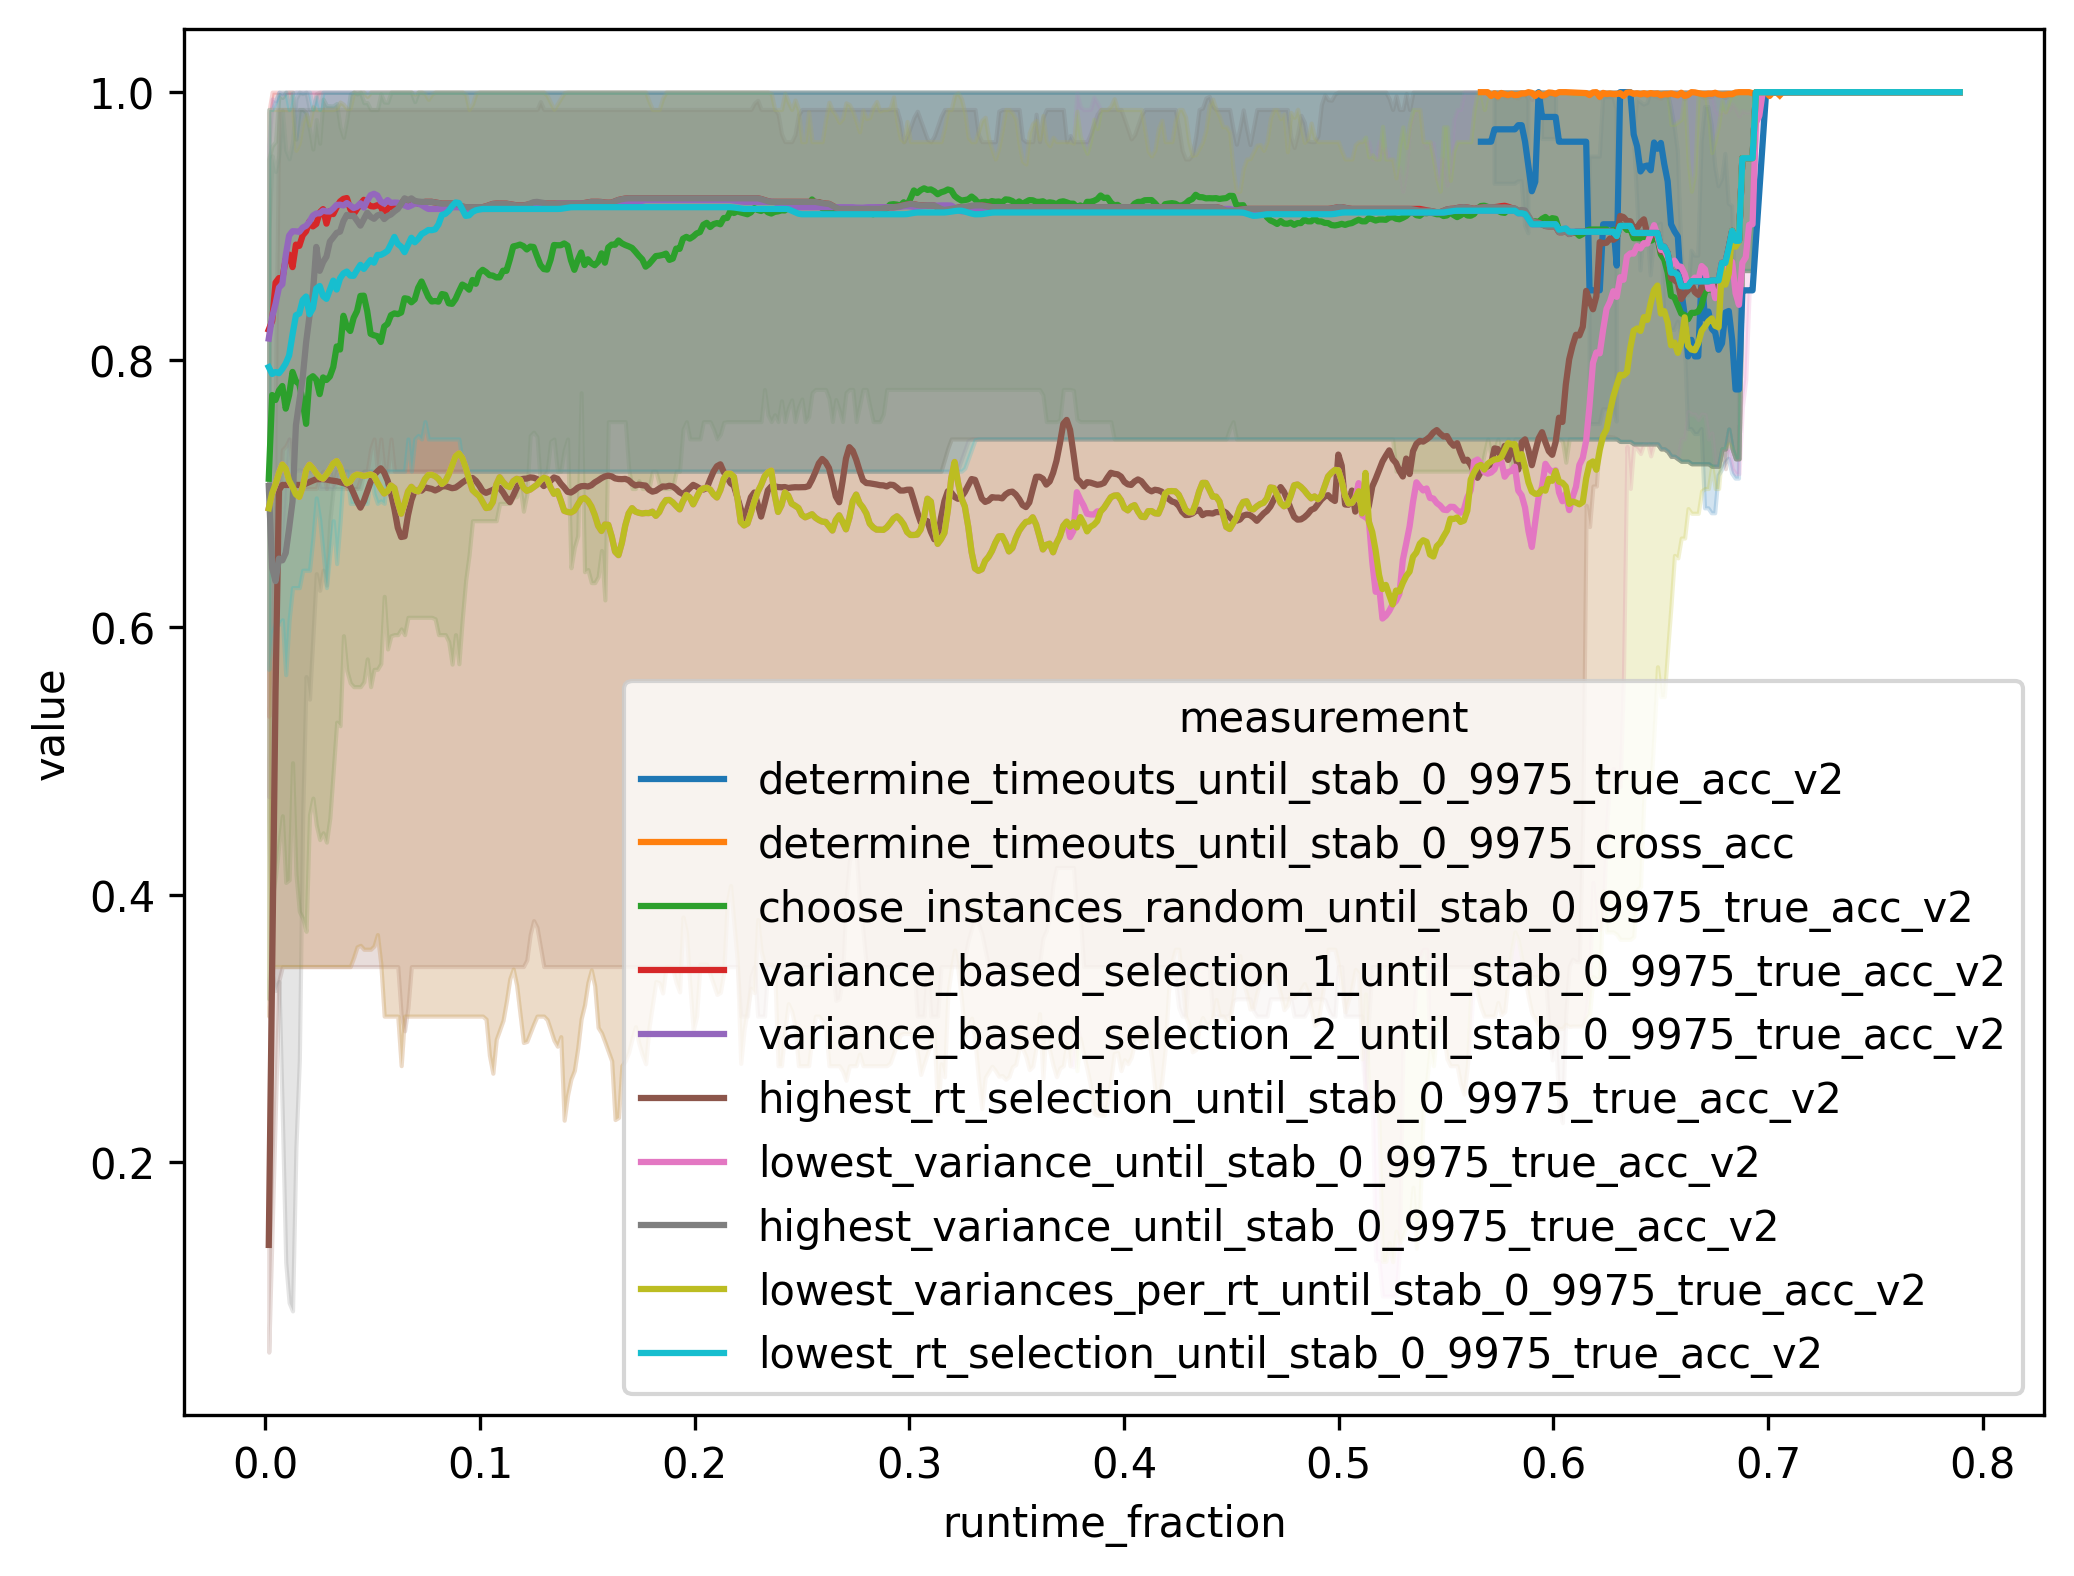 1.0
0.8
0.6
0.4
0.2
value
measurement
determine_timeouts_until_stab_0_9975_true_acc_v2
determine_timeouts_until_stab_0_9975_cross_acc
choose_instances_random_until_stab_0_9975_true_acc_v2
variance_based_selection_1_until_stab_0_9975_true_acc_v2
variance_based_selection_2_until_stab_0_9975_true_acc_v2
highest_rt_selection_until_stab_0_9975_true_acc_v2
lowest_variance_until_stab_0_9975_true_acc_v2
highest_variance_until_stab_0_9975_true_acc_v2
lowest_variances_per_rt_until_stab_0_9975_true_acc_v2
lowest_rt_selection_until_stab_0_9975_true_acc_v2
0.0 0.1 0.2 0.3 0.4 0.5 0.6 0.7 0.8
runtime_fraction